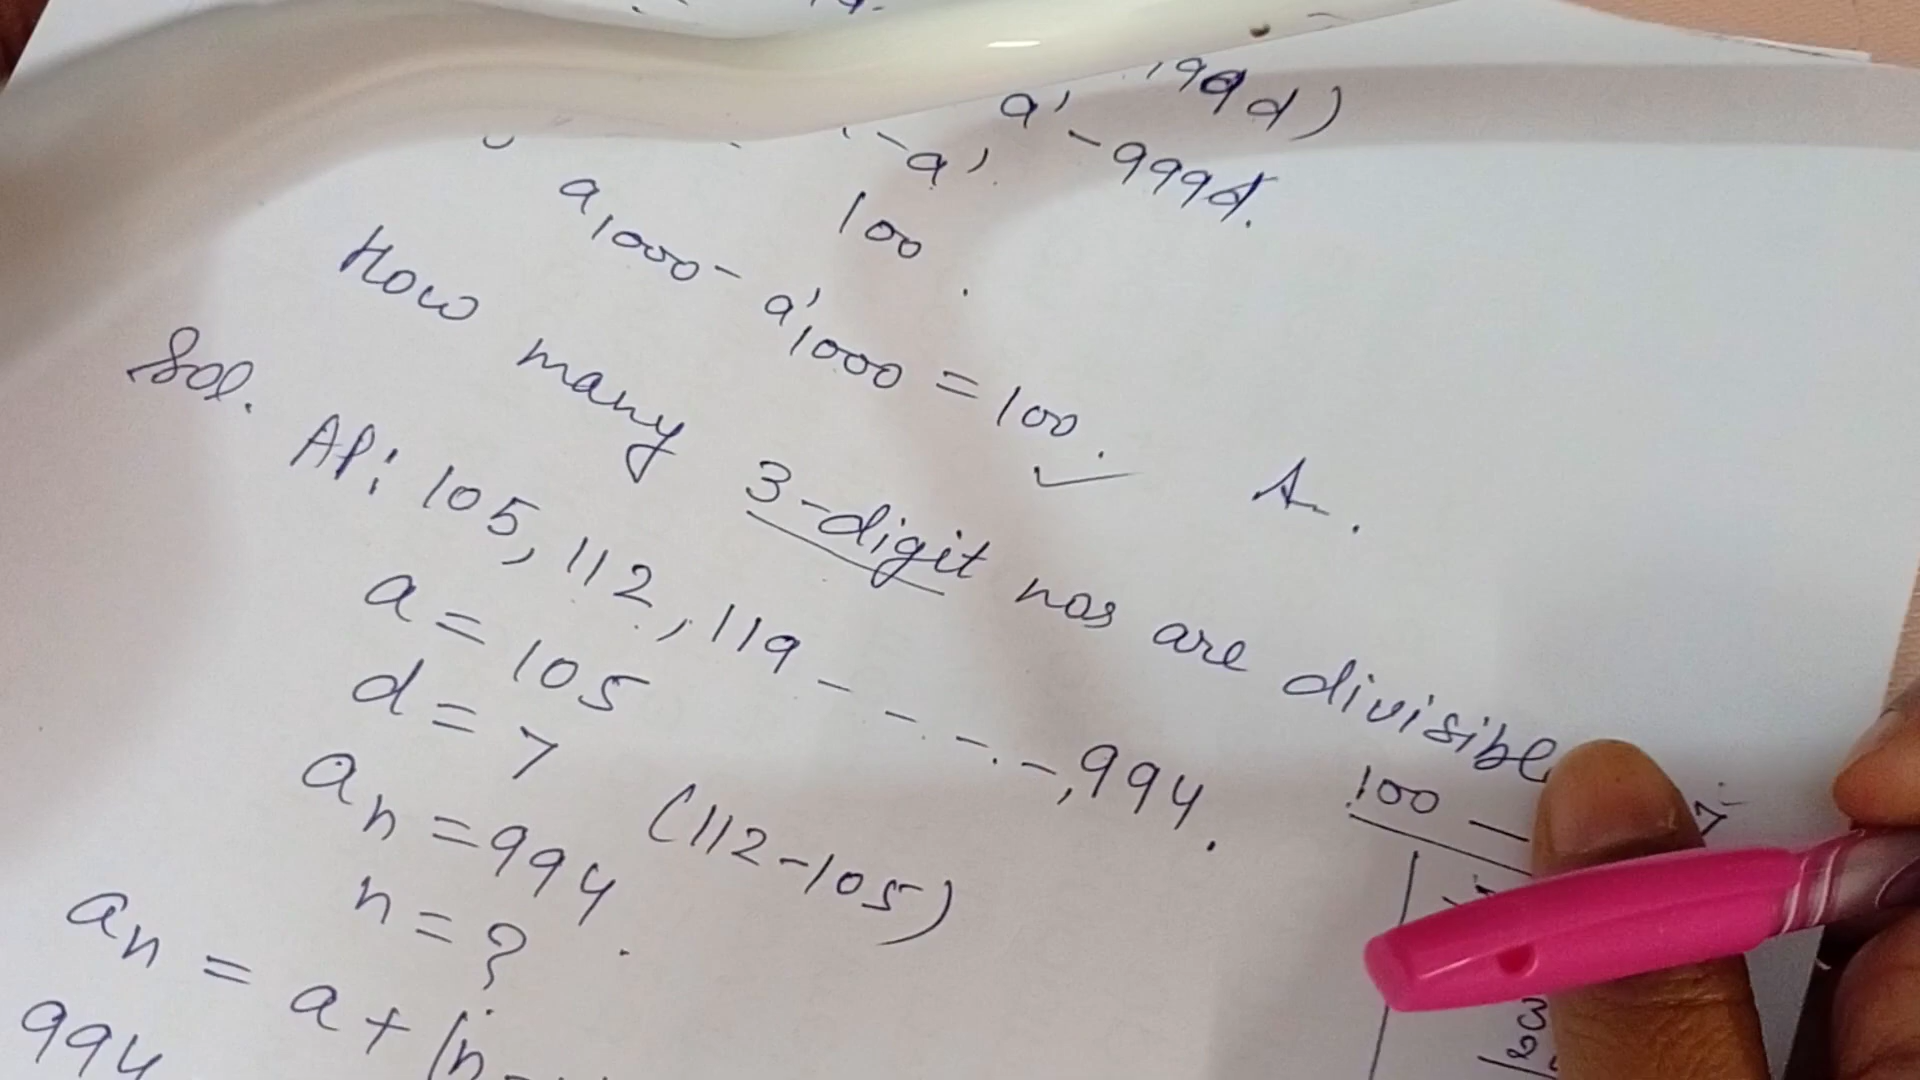 99d)
a' - 999d.
- a'
100.
a1000 - a'1000 = 100. A.
How many 3-digit nos are divisible
Sol.
AP: 105, 112, 119 - - - - -, 994.
100 —
a = 105
d = 7 (112-105)
an = 994.
n = ?
an = a + (n -
994